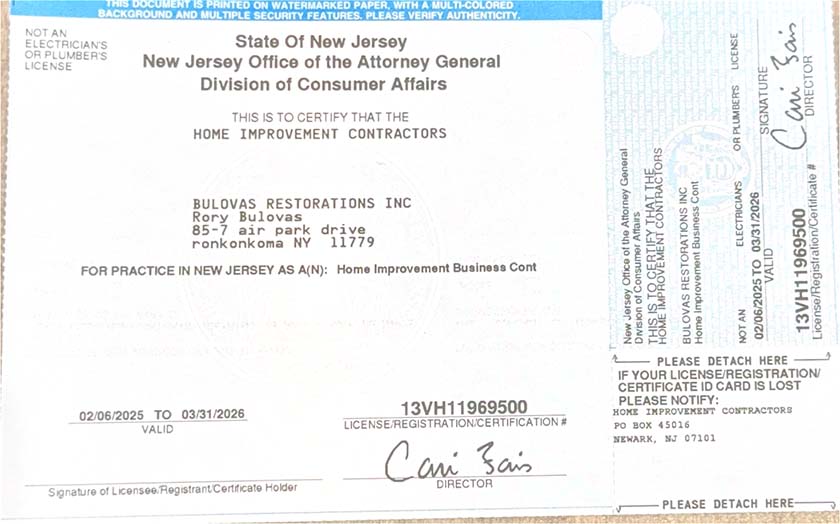 THIS DOCUMENT IS PRINTED ON WATERMARKED PAPER, WITH A MULTI-COLORED
BACKGROUND AND MULTIPLE SECURITY FEATURES. PLEASE VERIFY AUTHENTICITY.
NOT AN
ELECTRICIAN'S
OR PLUMBER'S
LICENSE
State Of New Jersey
New Jersey Office of the Attorney General
Division of Consumer Affairs
THIS IS TO CERTIFY THAT THE
HOME IMPROVEMENT CONTRACTORS
BULOVAS RESTORATIONS INC
Rory Bulovas
85-7 air park drive
ronkonkoma NY 11779
FOR PRACTICE IN NEW JERSEY AS A(N): Home Improvement Business Cont
02/06/2025 TO 03/31/2026
VALID
13VH11969500
LICENSE/REGISTRATION/CERTIFICATION #
Signature of Licensee/Registrant/Certificate Holder
Cari Fais
DIRECTOR
New Jersey Office of the Attorney General
Division of Consumer Affairs
THIS IS TO CERTIFY THAT THE
HOME IMPROVEMENT CONTRACTORS
BULOVAS RESTORATIONS INC
Home Improvement Business Cont
NOT AN ELECTRICIAN'S OR PLUMBER'S LICENSE
02/06/2025 TO 03/31/2026
VALID
SIGNATURE
Cari Fais
DIRECTOR
13VH11969500
License/Registration/Certificate #
PLEASE DETACH HERE
IF YOUR LICENSE/REGISTRATION/
CERTIFICATE ID CARD IS LOST
PLEASE NOTIFY:
HOME IMPROVEMENT CONTRACTORS
PO BOX 45016
NEWARK, NJ 07101
PLEASE DETACH HERE